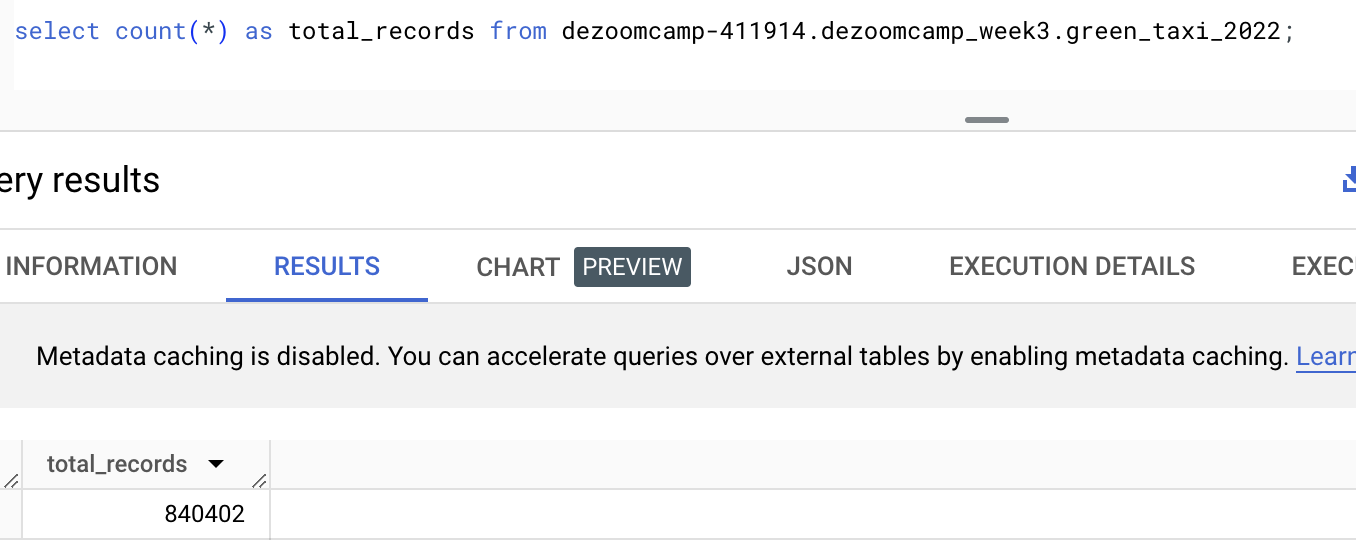 select count(*) as total_records from dezoomcamp-411914.dezoomcamp_week3.green_taxi_2022;
ery results
INFORMATION RESULTS CHART PREVIEW JSON EXECUTION DETAILS EXEC
Metadata caching is disabled. You can accelerate queries over external tables by enabling metadata caching. Learn
total_records
840402